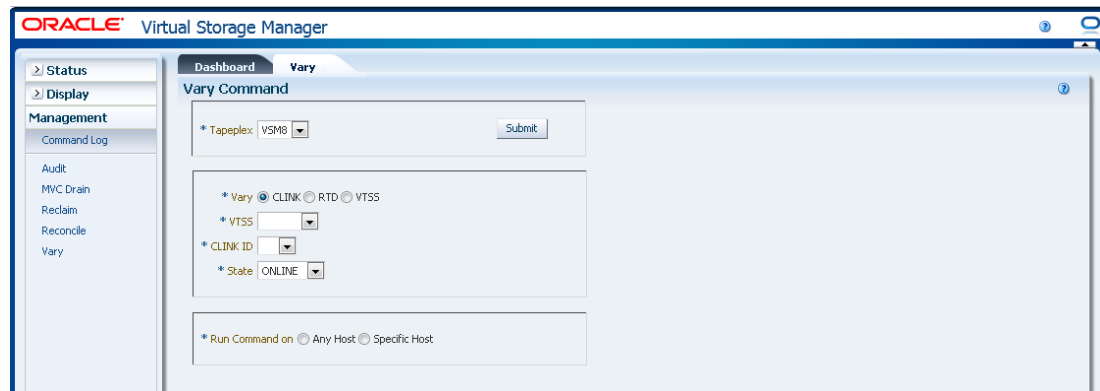 ORACLE Virtual Storage Manager
Status
Display
Management
Command Log
Audit
MVC Drain
Reclaim
Reconcile
Vary
Dashboard Vary
Vary Command
* Tapeplex VSM8 Submit
* Vary CLINK RTD VTSS
* VTSS
* CLINK ID
* State ONLINE
* Run Command on Any Host Specific Host